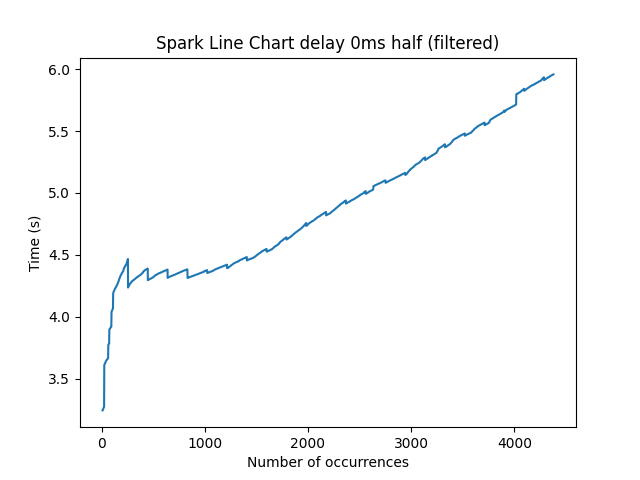 Spark Line Chart delay 0ms half (filtered)
6.0
5.5
5.0
4.5
4.0
3.5
Time (s)
0 1000 2000 3000 4000
Number of occurrences